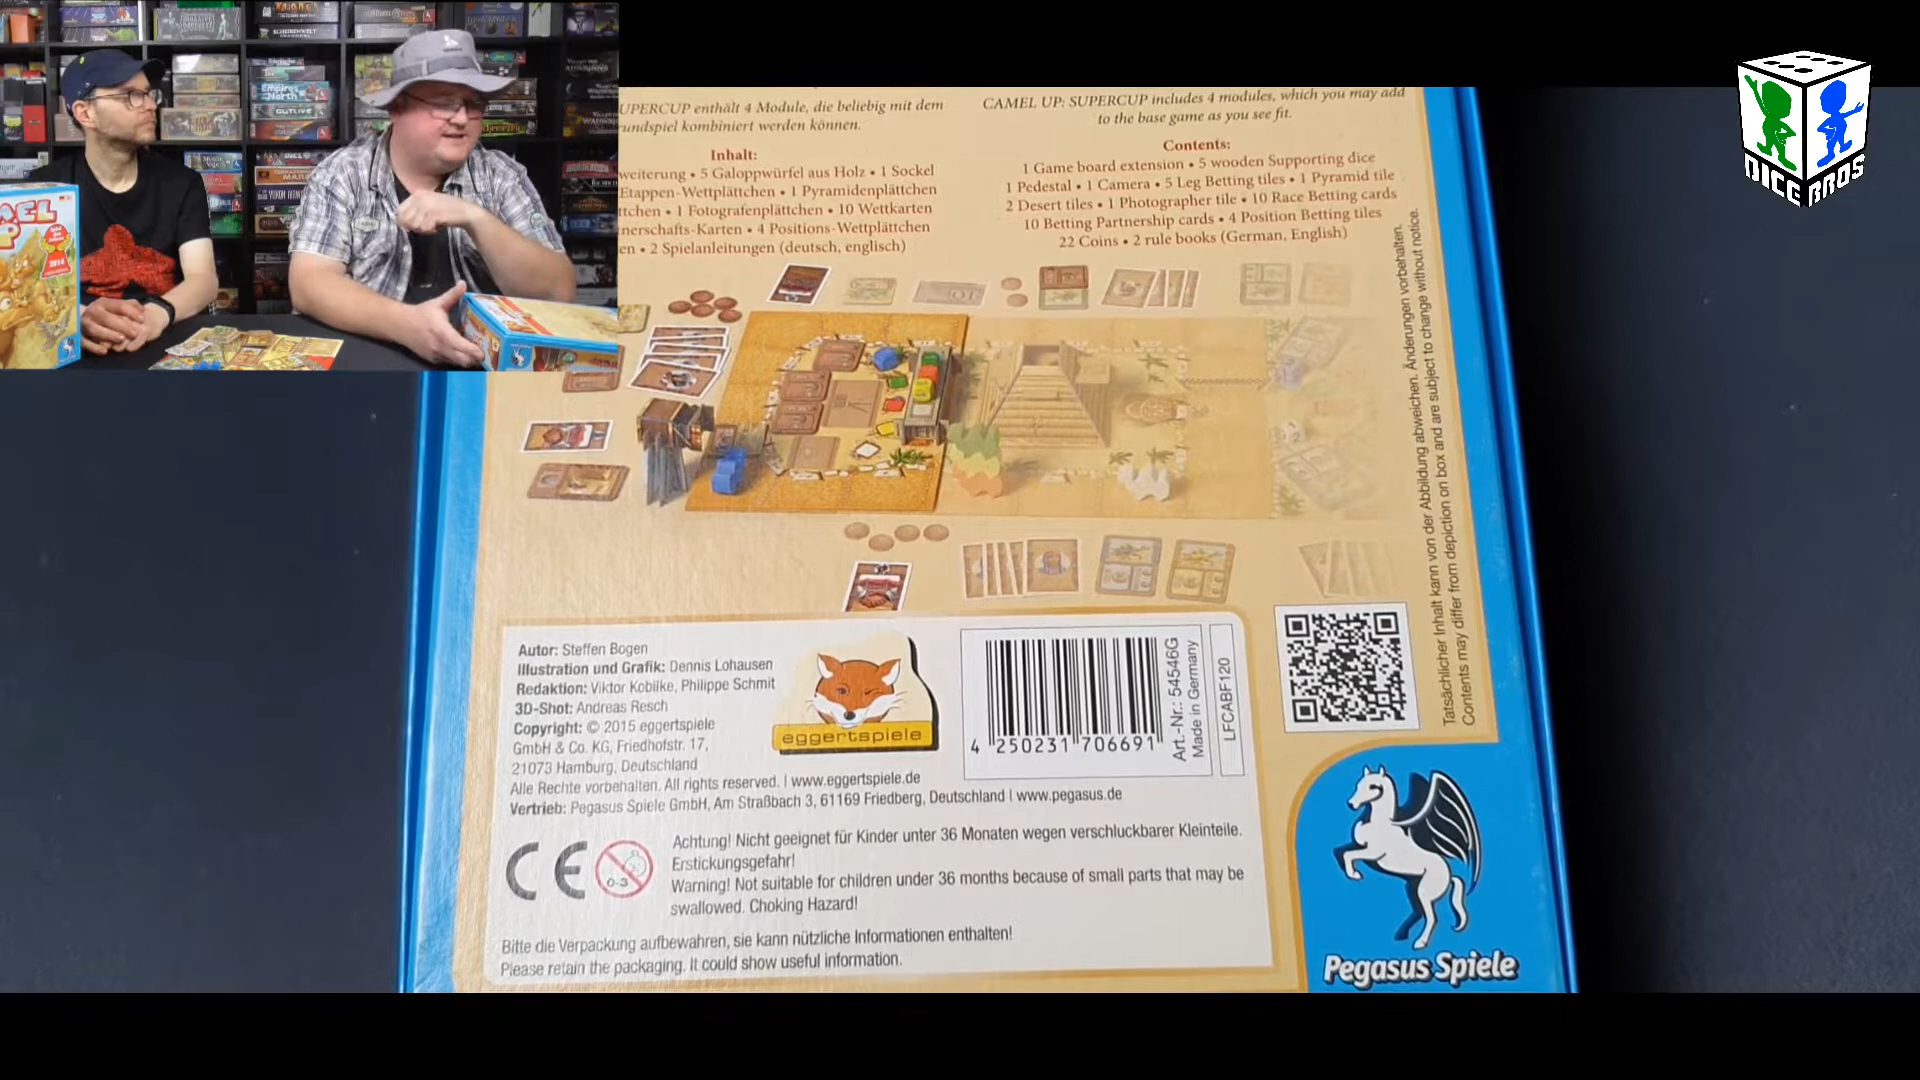 UPERCUP enthält 4 Module, die beliebig mit dem
rundspiel kombiniert werden können.
Inhalt:
weiterung • 5 Galoppwürfel aus Holz • 1 Sockel
Etappen-Wettplättchen • 1 Pyramidenplättchen
ttchen • 1 Fotografenplättchen • 10 Wettkarten
nerschafts-Karten • 4 Positions-Wettplättchen
en • 2 Spielanleitungen (deutsch, englisch)
CAMEL UP: SUPERCUP includes 4 modules, which you may add
to the base game as you see fit.
Contents:
1 Game board extension • 5 wooden Supporting dice
1 Pedestal • 1 Camera • 5 Leg Betting tiles • 1 Pyramid tile
2 Desert tiles • 1 Photographer tile • 10 Race Betting cards
10 Betting Partnership cards • 4 Position Betting tiles
22 Coins • 2 rule books (German, English)
Tatsächlicher Inhalt kann von der Abbildung abweichen. Änderungen vorbehalten.
Contents may differ from depiction on box and are subject to change without notice.
Autor: Steffen Bogen
Illustration und Grafik: Dennis Lohausen
Redaktion: Viktor Kobilke, Philippe Schmit
3D-Shot: Andreas Resch
Copyright: © 2015 eggertspiele
GmbH & Co. KG, Friedhofstr. 17,
21073 Hamburg, Deutschland
Alle Rechte vorbehalten. All rights reserved. | www.eggertspiele.de
Vertrieb: Pegasus Spiele GmbH, Am Straßbach 3, 61169 Friedberg, Deutschland | www.pegasus.de
eggertspiele
4 250231 706691
Art.-Nr.: 54546G
Made in Germany
LFCABF120
CE
0-3
Achtung! Nicht geeignet für Kinder unter 36 Monaten wegen verschluckbarer Kleinteile.
Erstickungsgefahr!
Warning! Not suitable for children under 36 months because of small parts that may be
swallowed. Choking Hazard!
Bitte die Verpackung aufbewahren, sie kann nützliche Informationen enthalten!
Please retain the packaging. It could show useful information.
Pegasus Spiele
DICE BROS
MEL
P
2014
Empires
North
OUTLIVE
SCHEIBENWELT